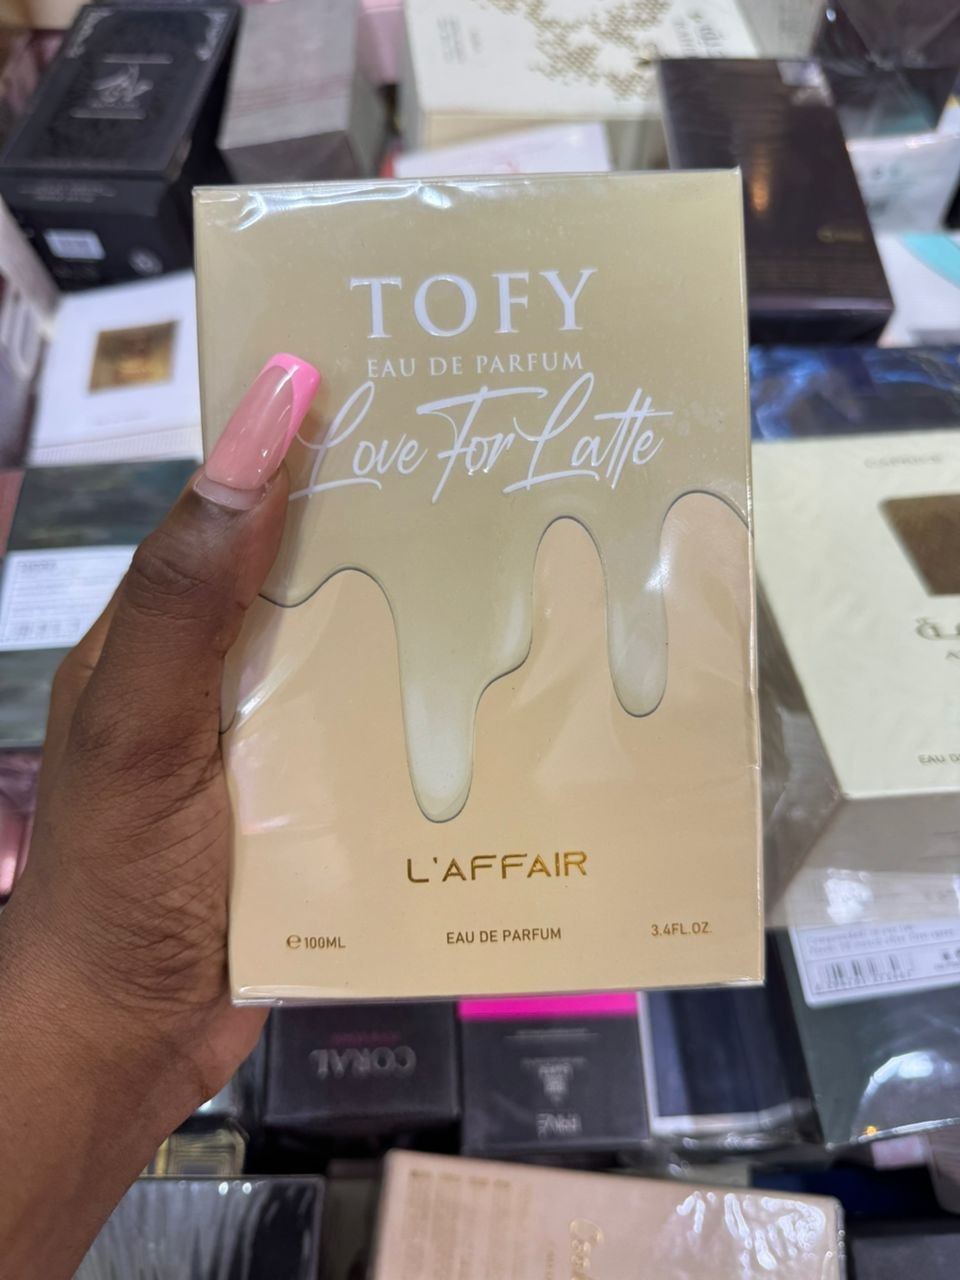 TOFY
EAU DE PARFUM
Love For Latte
L'AFFAIR
℮100ML
EAU DE PARFUM
3.4FL.OZ.
CORAL